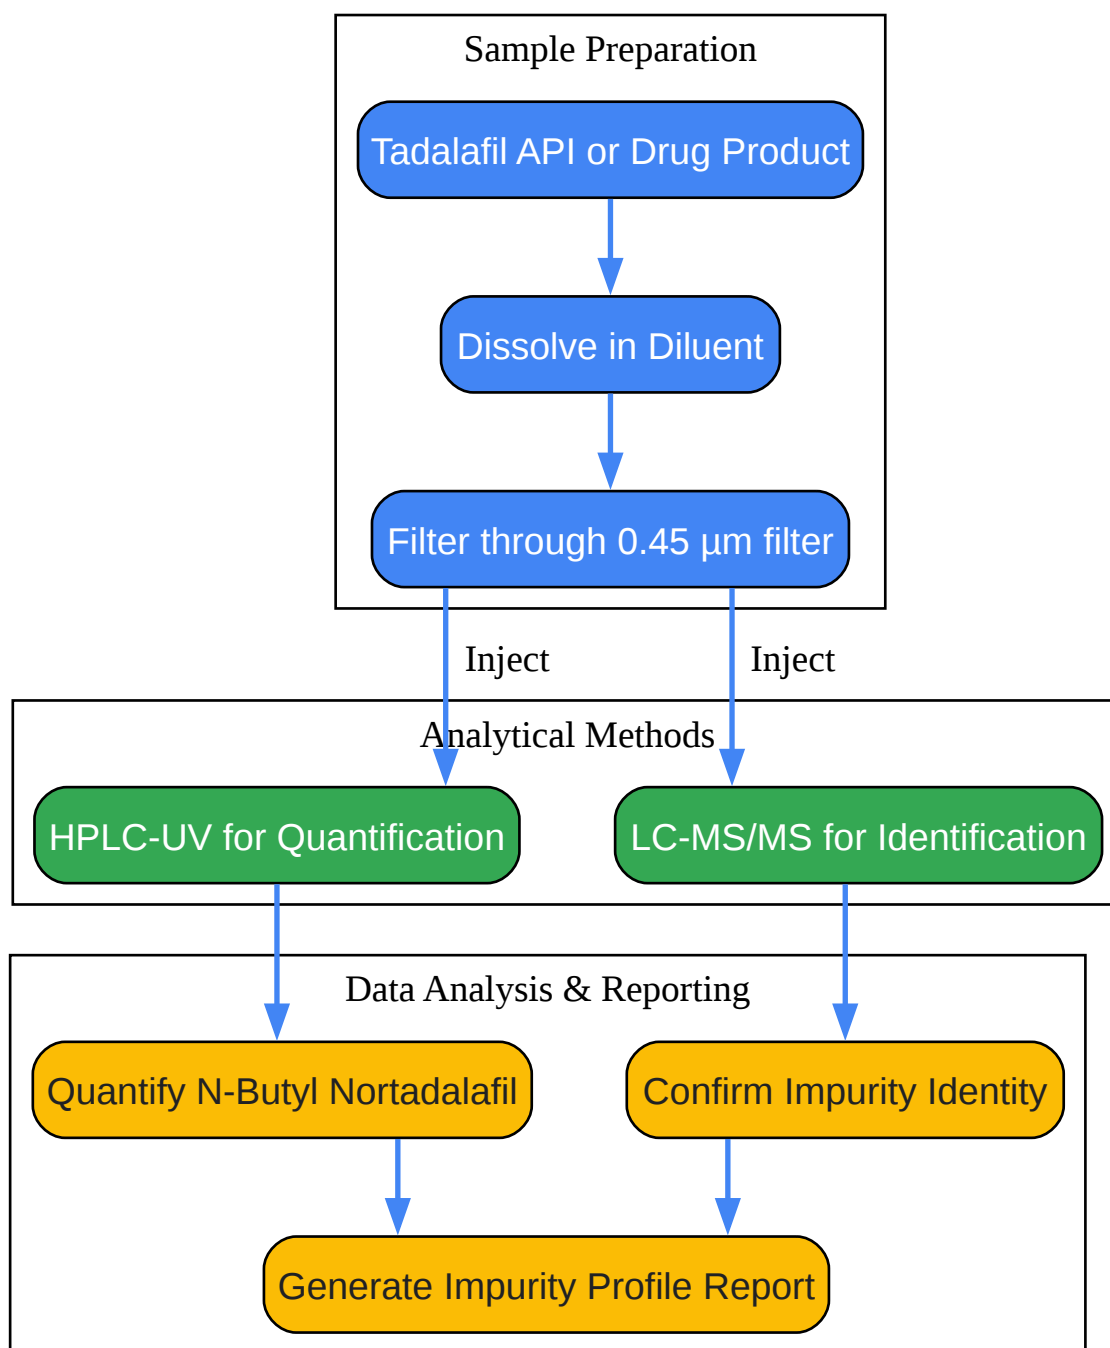 Sample Preparation
Tadalafil API or Drug Product
Dissolve in Diluent
Filter through 0.45 µm filter
Inject
Inject
Analytical Methods
HPLC-UV for Quantification
LC-MS/MS for Identification
Data Analysis & Reporting
Quantify N-Butyl Nortadalafil
Confirm Impurity Identity
Generate Impurity Profile Report